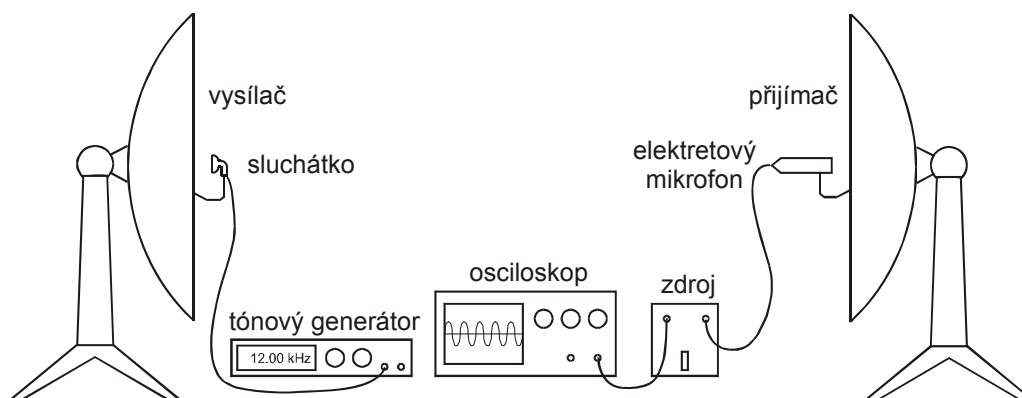 vysílač
přijímač
sluchátko
elektretový
mikrofon
osciloskop
zdroj
tónový generátor
12.00 kHz